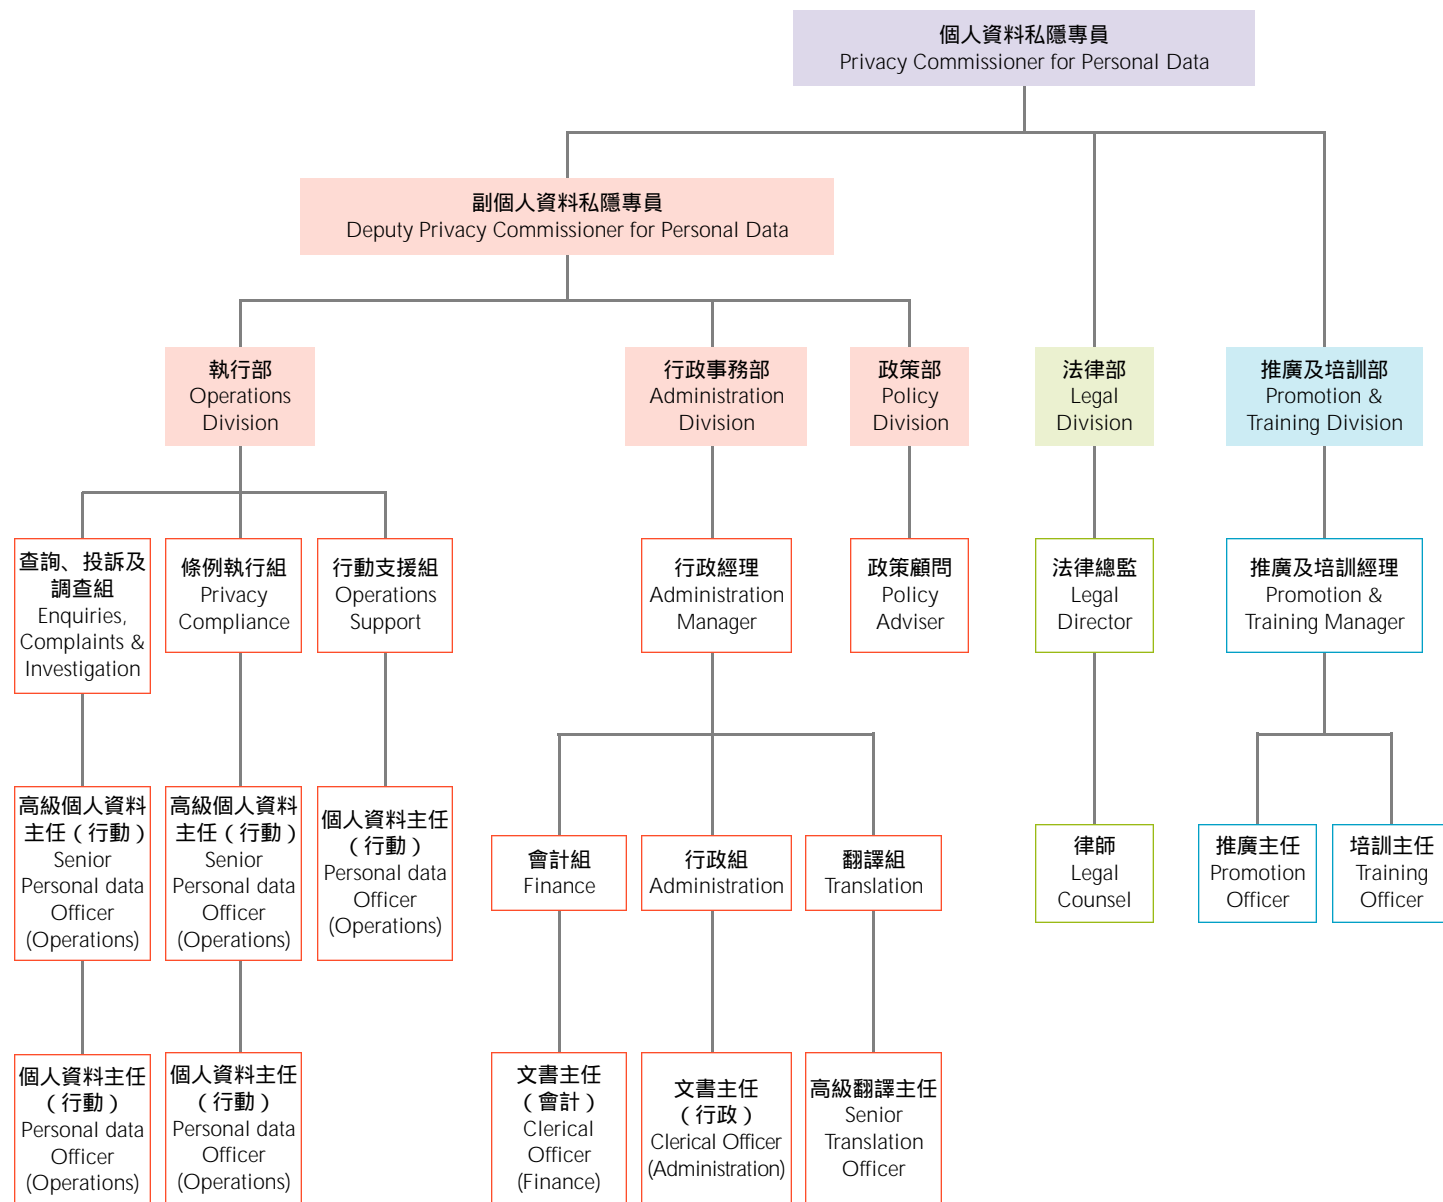 個人資料私隱專員
Privacy Commissioner for Personal Data
副個人資料私隱專員
Deputy Privacy Commissioner for Personal Data
執行部
Operations
Division
行政事務部
Administration
Division
政策部
Policy
Division
法律部
Legal
Division
推廣及培訓部
Promotion &
Training Division
查詢、投訴及
調查組
Enquiries,
Complaints &
Investigation
條例執行組
Privacy
Compliance
行動支援組
Operations
Support
行政經理
Administration
Manager
政策顧問
Policy
Adviser
法律總監
Legal
Director
推廣及培訓經理
Promotion &
Training Manager
高級個人資料
主任（行動）
Senior
Personal data
Officer
(Operations)
高級個人資料
主任（行動）
Senior
Personal data
Officer
(Operations)
個人資料主任
（行動）
Personal data
Officer
(Operations)
會計組
Finance
行政組
Administration
翻譯組
Translation
律師
Legal
Counsel
推廣主任
Promotion
Officer
培訓主任
Training
Officer
個人資料主任
（行動）
Personal data
Officer
(Operations)
個人資料主任
（行動）
Personal data
Officer
(Operations)
文書主任
（會計）
Clerical
Officer
(Finance)
文書主任
（行政）
Clerical Officer
(Administration)
高級翻譯主任
Senior
Translation
Officer